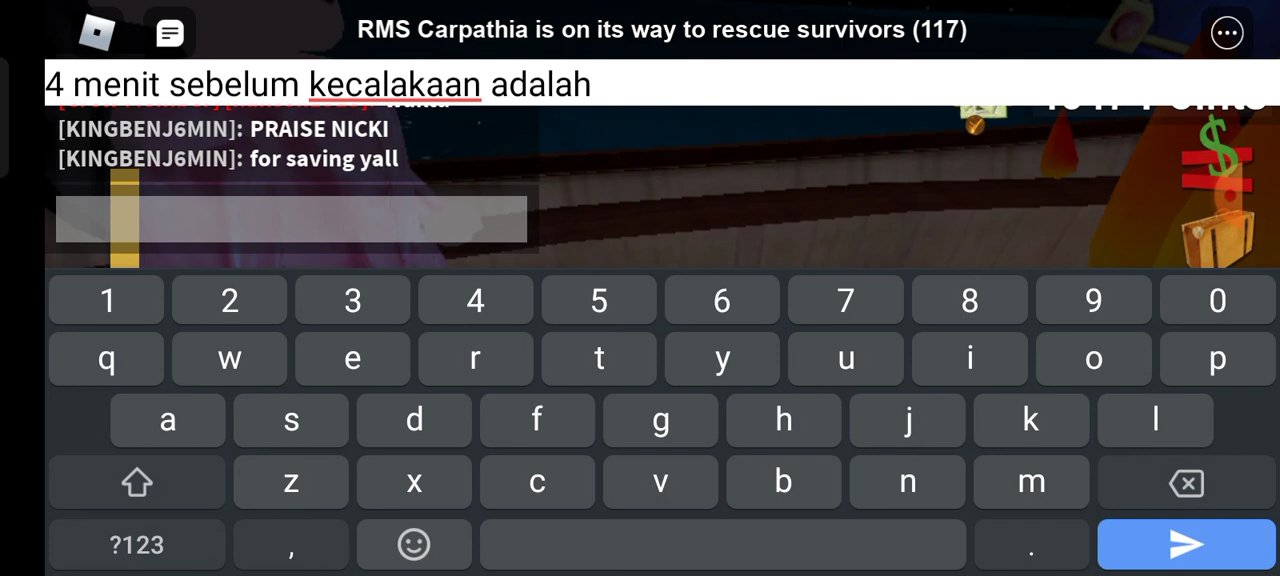 RMS Carpathia is on its way to rescue survivors (117)
4 menit sebelum kecalakaan adalah
[KINGBENJ6MIN]: PRAISE NICKI
[KINGBENJ6MIN]: for saving yall
$
1 2 3 4 5 6 7 8 9 0
q w e r t y u i o p
a s d f g h j k l
z x c v b n m
?123 , .